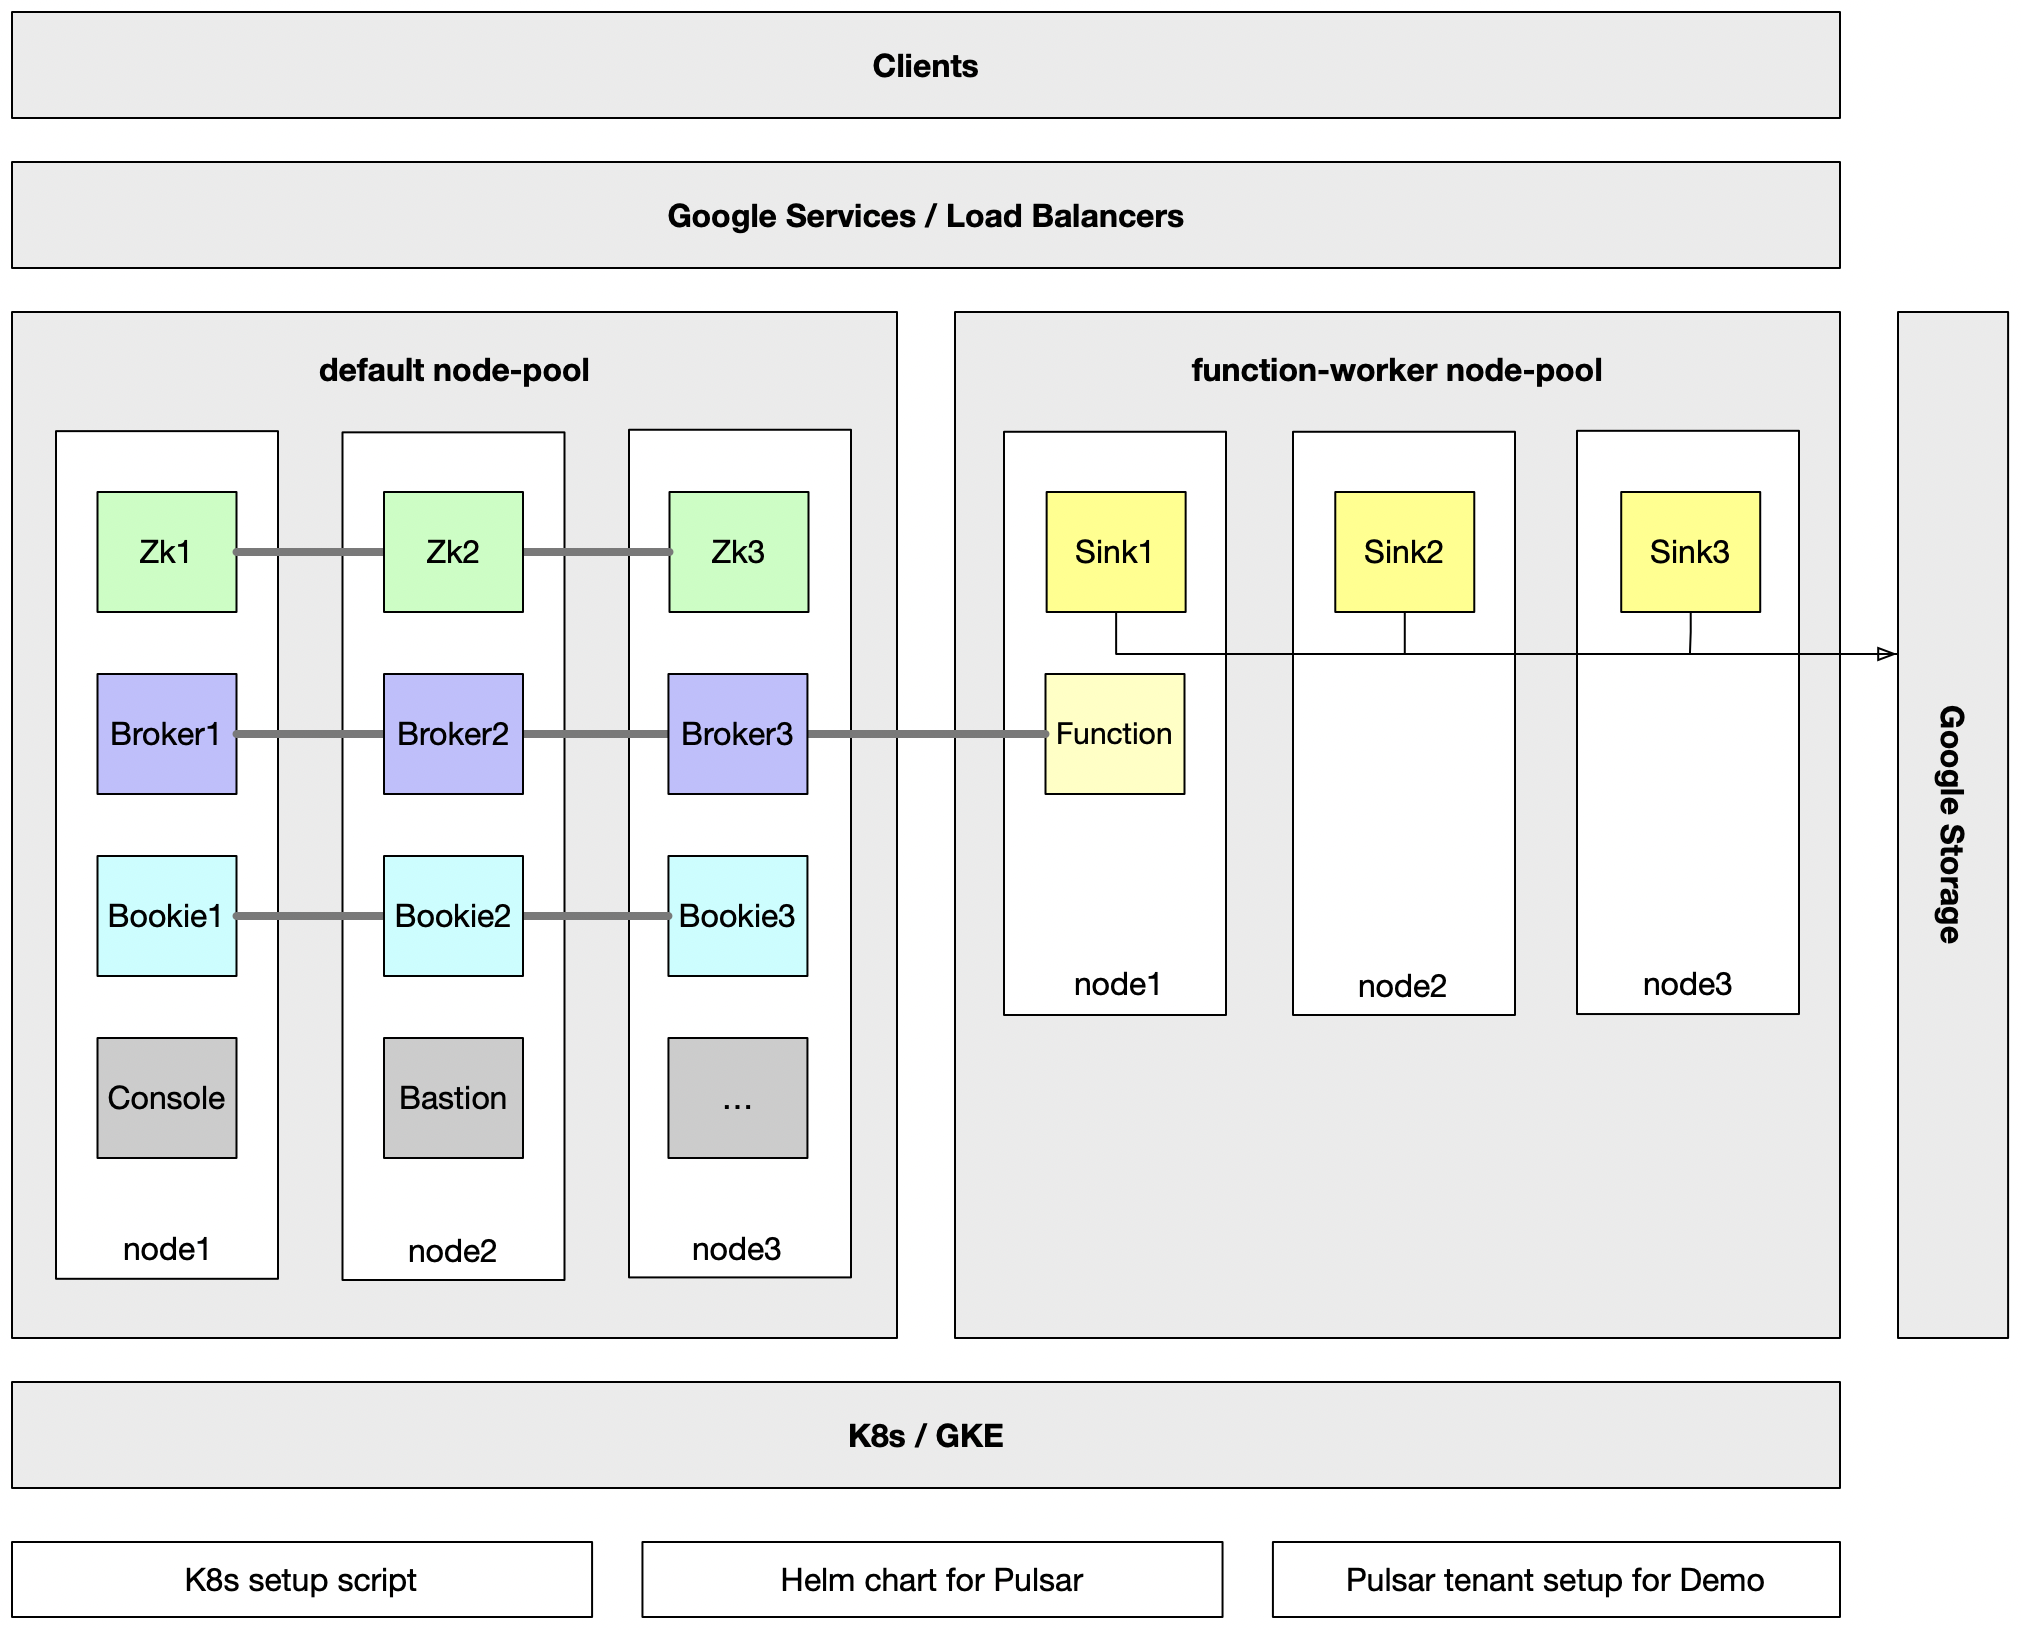 Clients
Google Services / Load Balancers
default node-pool
Zk1
Zk2
Zk3
Broker1
Broker2
Broker3
Bookie1
Bookie2
Bookie3
Console
Bastion
...
node1
node2
node3
function-worker node-pool
Sink1
Sink2
Sink3
Function
node1
node2
node3
Google Storage
K8s / GKE
K8s setup script
Helm chart for Pulsar
Pulsar tenant setup for Demo